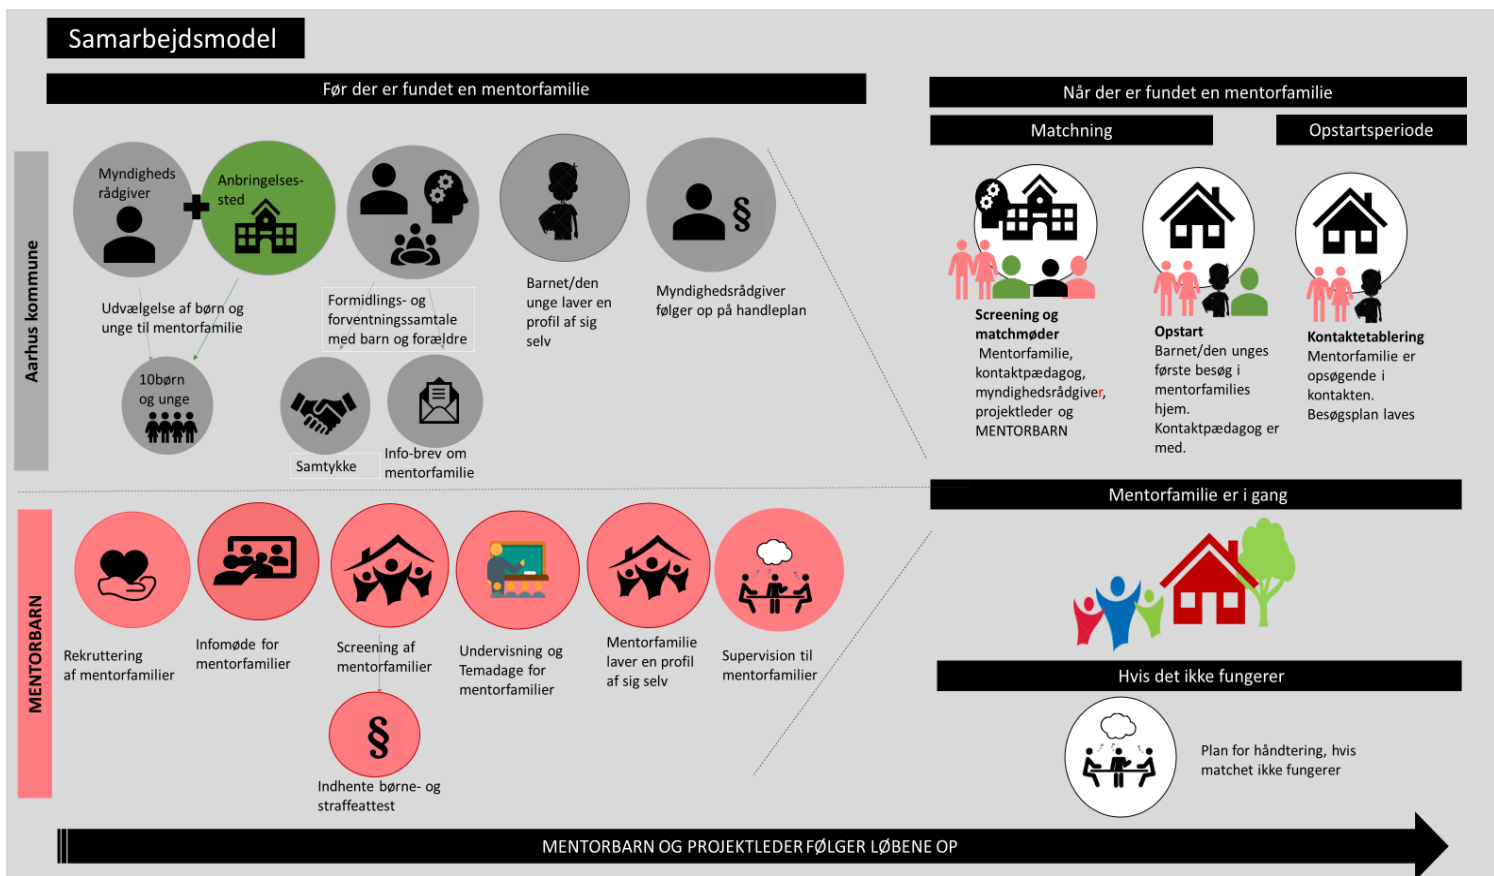 Samarbejdsmodel
Før der er fundet en mentorfamilie
Når der er fundet en mentorfamilie
Matchning
Opstartsperiode
Aarhus kommune
Myndigheds
rådgiver
Anbringelses-
sted
Udvælgelse af børn og
unge til mentorfamilie
10børn
og unge
Formidlings- og
forventningssamtale
med barn og forældre
Samtykke
Info-brev om
mentorfamilie
Barnet/den
unge laver en
profil af sig
selv
§
Myndighedsrådgiver
følger op på handleplan
Screening og
matchmøder
Mentorfamilie,
kontaktpædagog,
myndighedsrådgiver,
projektleder og
MENTORBARN
Opstart
Barnet/den unges
første besøg i
mentorfamilies
hjem.
Kontaktpædagog er
med.
Kontaktetablering
Mentorfamilie er
opsøgende i
kontakten.
Besøgsplan laves
MENTORBARN
Rekruttering
af mentorfamilier
Infomøde for
mentorfamilier
Screening af
mentorfamilier
§
Indhente børne- og
straffeattest
Undervisning og
Temadage for
mentorfamilier
Mentorfamilie
laver en profil
af sig selv
Supervision til
mentorfamilier
Mentorfamilie er i gang
Hvis det ikke fungerer
Plan for håndtering, hvis
matchet ikke fungerer
MENTORBARN OG PROJEKTLEDER FØLGER LØBENE OP